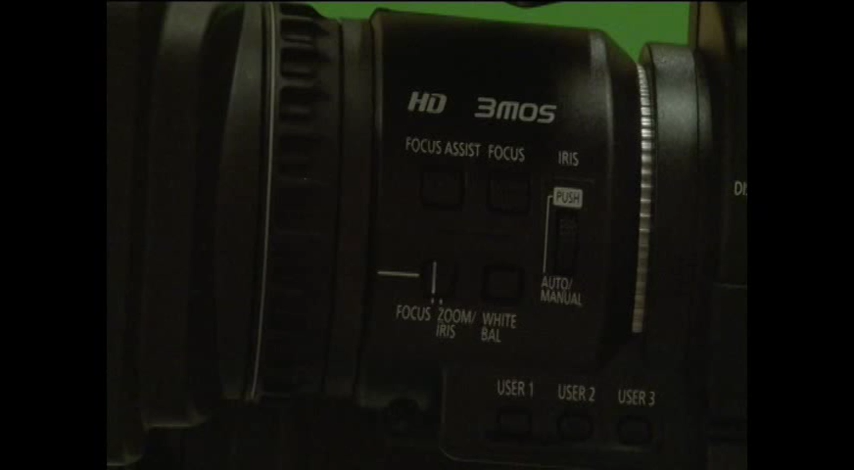 HD 3MOS
FOCUS ASSIST FOCUS IRIS
PUSH
AUTO/
MANUAL
FOCUS ZOOM/
IRIS
WHITE
BAL
USER 1 USER 2 USER 3